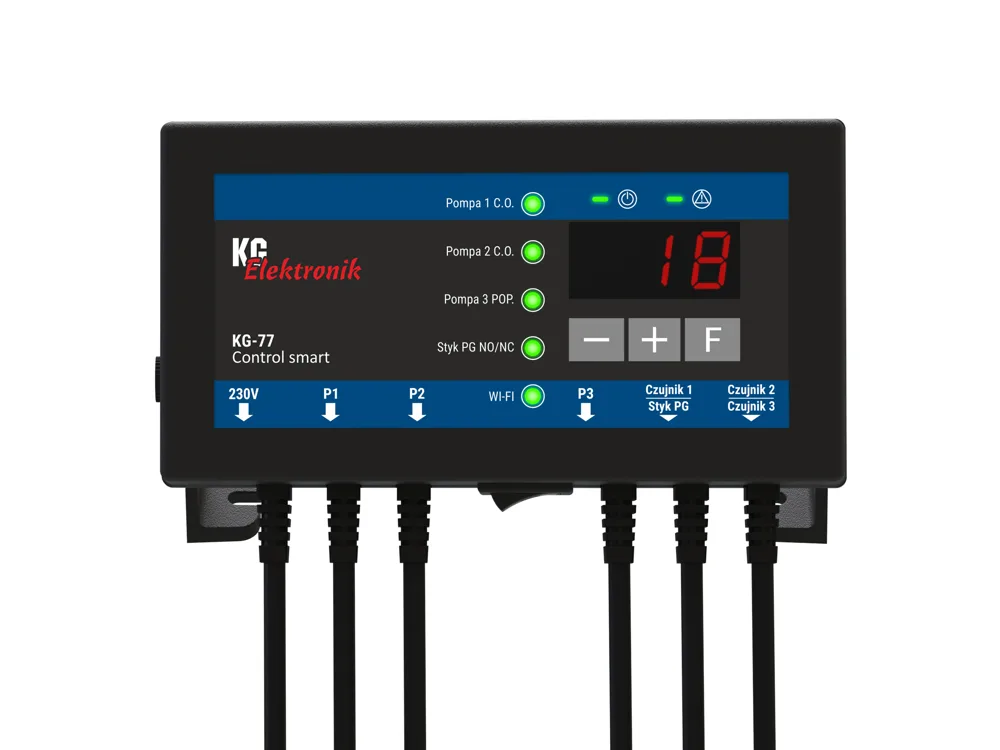 Pompa 1 C.O.
Pompa 2 C.O.
18
KG
Elektronik
Pompa 3 POP.
− + F
KG-77
Control smart
Styk PG NO/NC
230V
P1
P2
WI-FI
P3
Czujnik 1
Styk PG
Czujnik 2
Czujnik 3